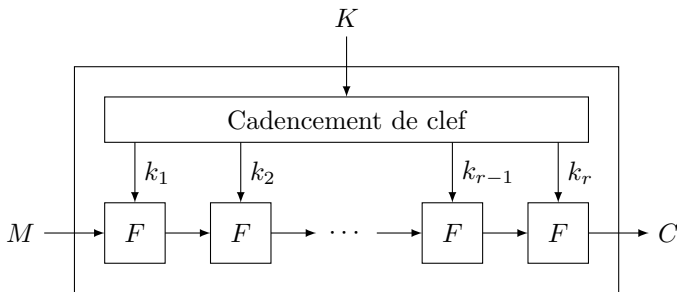 K
Cadencement de clef
k₁ k₂ kᵣ₋₁ kᵣ
M F F ⋯ F F C